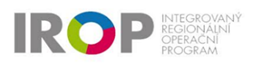 IROP
INTEGROVANÝ
REGIONÁLNÍ
OPERAČNÍ
PROGRAM